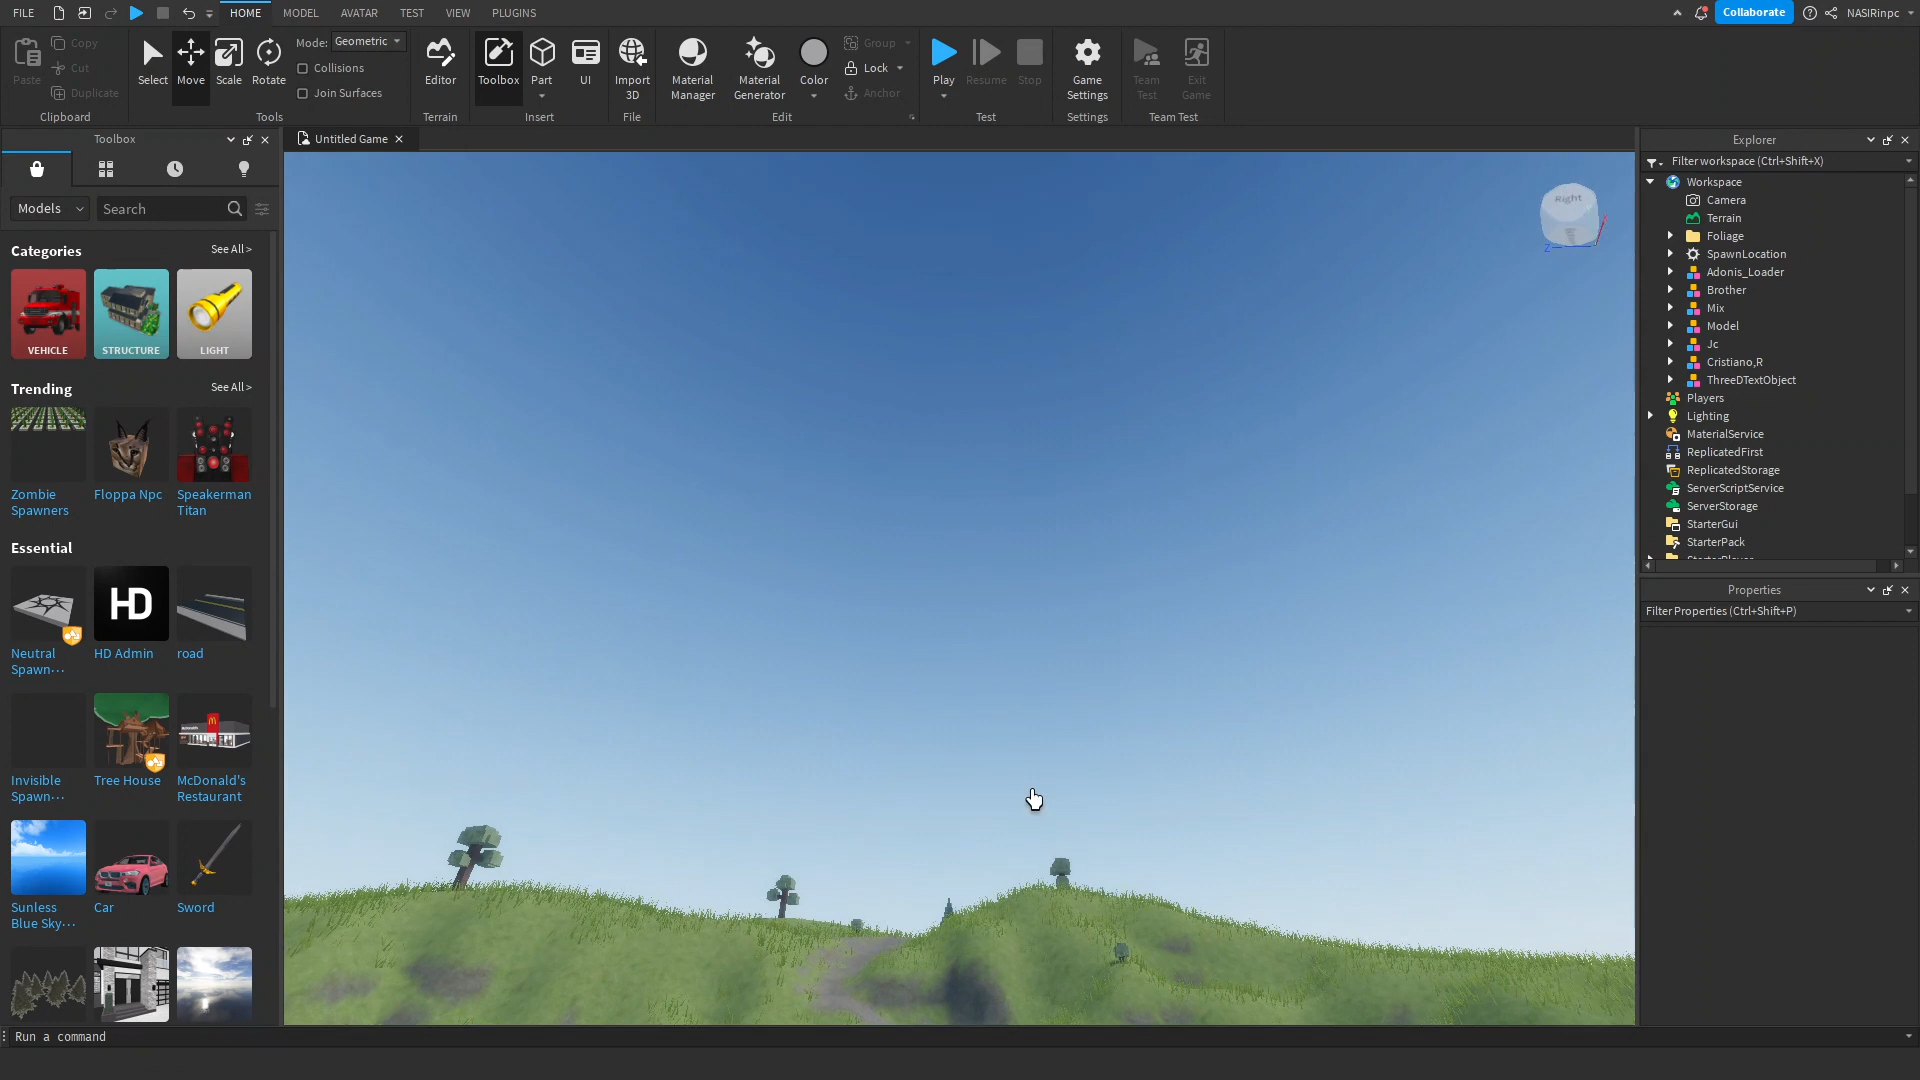 FILE HOME MODEL AVATAR TEST VIEW PLUGINS Collaborate NASIRinpc
Paste Copy Cut Duplicate
Clipboard
Select Move Scale Rotate
Mode: Geometric
Collisions
Join Surfaces
Tools
Editor
Terrain
Toolbox Part UI
Insert
Import
3D
File
Material
Manager
Material
Generator
Color
Group
Lock
Anchor
Edit
Play Resume Stop
Test
Game
Settings
Settings
Team
Test
Exit
Game
Team Test
Toolbox
Models Search
Categories See All >
VEHICLE STRUCTURE LIGHT
Trending See All >
Zombie
Spawners
Floppa Npc
Speakerman
Titan
Essential
HD
Neutral
Spawn...
HD Admin
road
Invisible
Spawn...
Tree House
McDonald's
Restaurant
Sunless
Blue Sky...
Car
Sword
Untitled Game
Right
Z
Explorer
Filter workspace (Ctrl+Shift+X)
Workspace
Camera
Terrain
Foliage
SpawnLocation
Adonis_Loader
Brother
Mix
Model
Jc
Cristiano,R
ThreeDTextObject
Players
Lighting
MaterialService
ReplicatedFirst
ReplicatedStorage
ServerScriptService
ServerStorage
StarterGui
StarterPack
StarterPlayer
Properties
Filter Properties (Ctrl+Shift+P)
Run a command